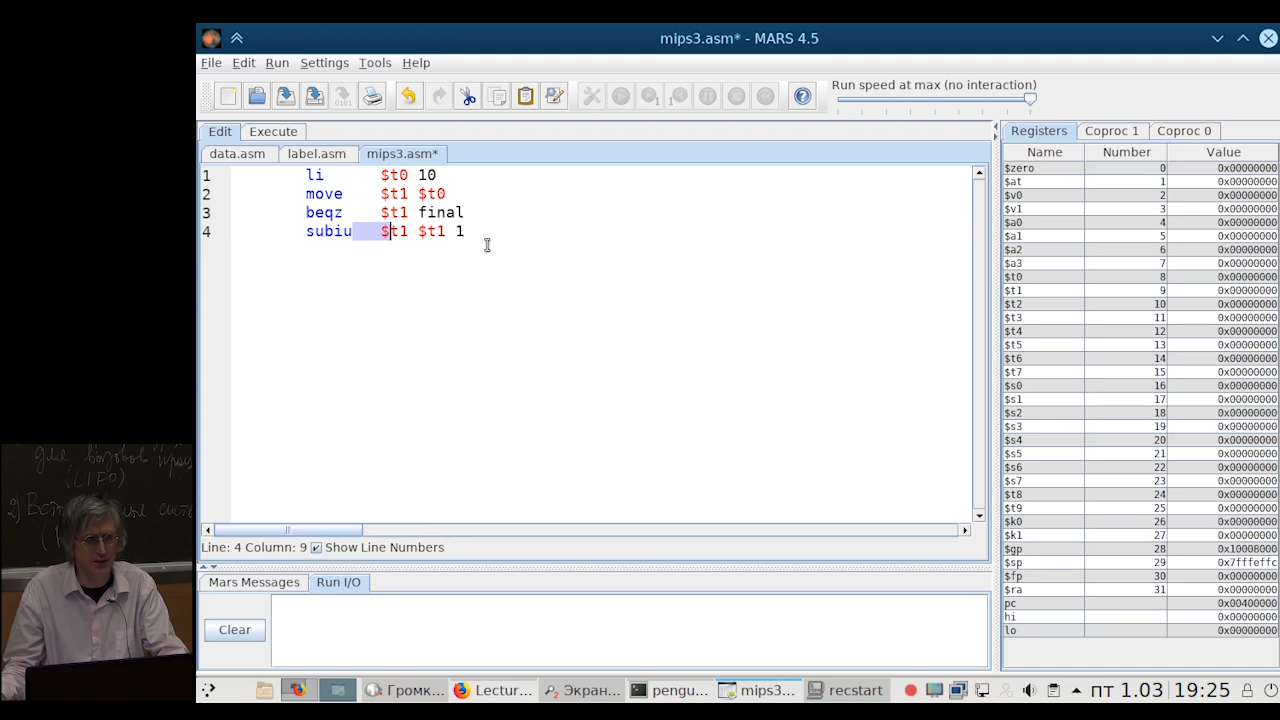 mips3.asm* - MARS 4.5
File Edit Run Settings Tools Help
Run speed at max (no interaction)
Edit Execute
data.asm label.asm mips3.asm*
1 li $t0 10
2 move $t1 $t0
3 beqz $t1 final
4 subiu $t1 $t1 1
Line: 4 Column: 9 Show Line Numbers
Mars Messages Run I/O
Clear
Registers Coproc 1 Coproc 0
Name Number Value
$zero 0 0x00000000
$at 1 0x00000000
$v0 2 0x00000000
$v1 3 0x00000000
$a0 4 0x00000000
$a1 5 0x00000000
$a2 6 0x00000000
$a3 7 0x00000000
$t0 8 0x00000000
$t1 9 0x00000000
$t2 10 0x00000000
$t3 11 0x00000000
$t4 12 0x00000000
$t5 13 0x00000000
$t6 14 0x00000000
$t7 15 0x00000000
$s0 16 0x00000000
$s1 17 0x00000000
$s2 18 0x00000000
$s3 19 0x00000000
$s4 20 0x00000000
$s5 21 0x00000000
$s6 22 0x00000000
$s7 23 0x00000000
$t8 24 0x00000000
$t9 25 0x00000000
$k0 26 0x00000000
$k1 27 0x00000000
$gp 28 0x10008000
$sp 29 0x7fffeffc
$fp 30 0x00000000
$ra 31 0x00000000
pc 0x00400000
hi 0x00000000
lo 0x00000000
для вызовов
(LIFO)
2)
Громк... Lectur... Экран... pengu... mips3... recstart ПТ 1.03 19:25